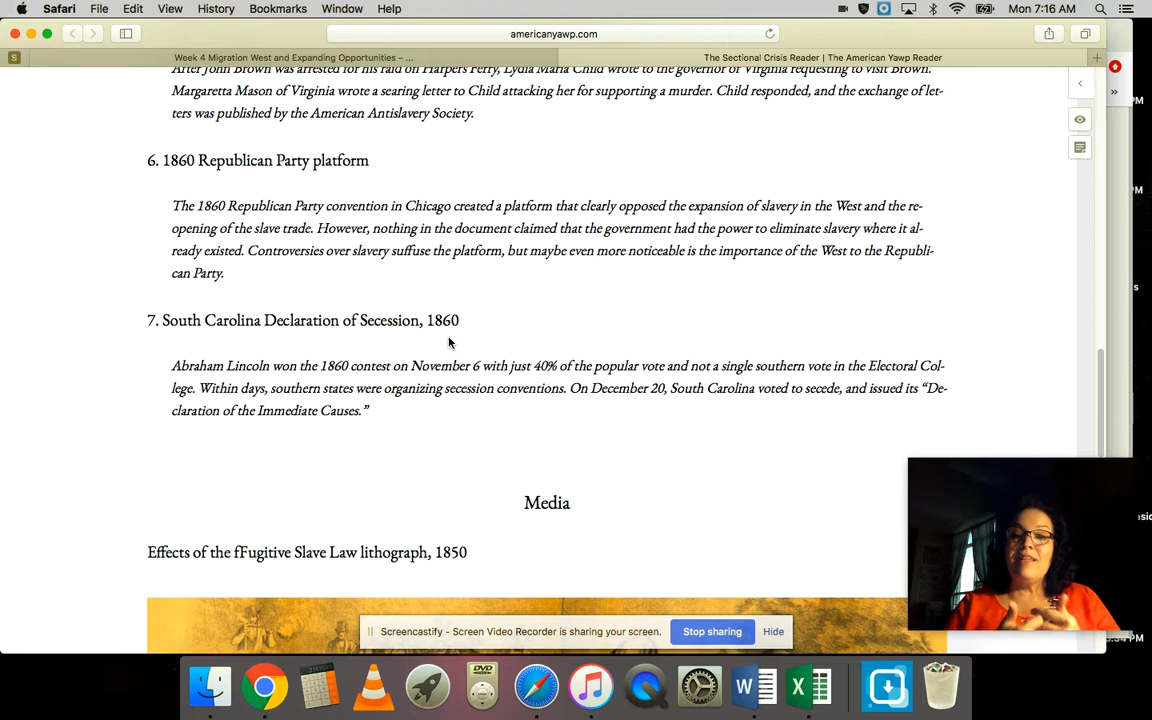 Safari File Edit View History Bookmarks Window Help Mon 7:16 AM
americanyawp.com
S Week 4 Migration West and Expanding Opportunities – ... The Sectional Crisis Reader | The American Yawp Reader
After John Brown was arrested for his raid on Harpers Ferry, Lydia Maria Child wrote to the governor of Virginia requesting to visit Brown.
Margaretta Mason of Virginia wrote a searing letter to Child attacking her for supporting a murder. Child responded, and the exchange of let-
ters was published by the American Antislavery Society.
6. 1860 Republican Party platform
The 1860 Republican Party convention in Chicago created a platform that clearly opposed the expansion of slavery in the West and the re-
opening of the slave trade. However, nothing in the document claimed that the government had the power to eliminate slavery where it al-
ready existed. Controversies over slavery suffuse the platform, but maybe even more noticeable is the importance of the West to the Republi-
can Party.
7. South Carolina Declaration of Secession, 1860
Abraham Lincoln won the 1860 contest on November 6 with just 40% of the popular vote and not a single southern vote in the Electoral Col-
lege. Within days, southern states were organizing secession conventions. On December 20, South Carolina voted to secede, and issued its “De-
claration of the Immediate Causes.”
Media
Effects of the fFugitive Slave Law lithograph, 1850
Screencastify - Screen Video Recorder is sharing your screen. Stop sharing Hide
PM
PM
DVD
W
X